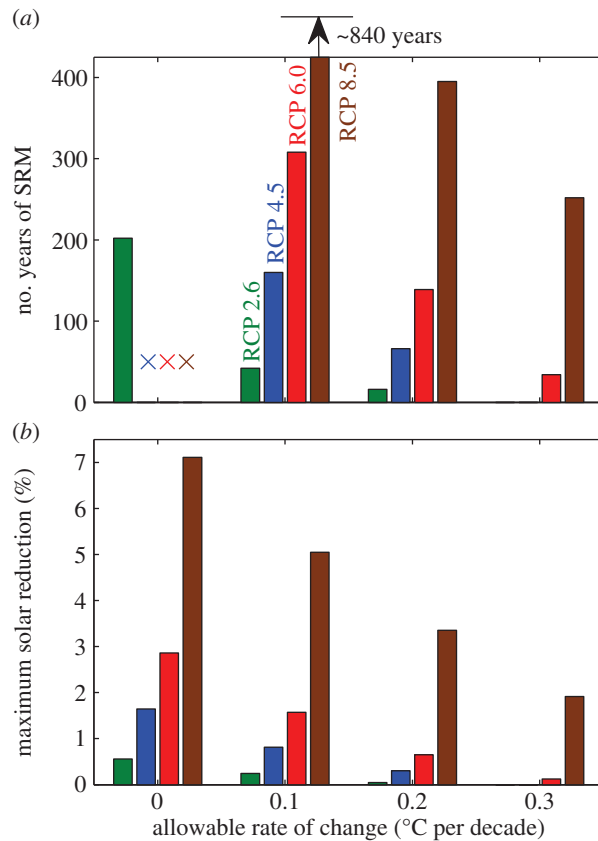 (a)
~840 years
no. years of SRM
400
300
200
100
0
RCP 2.6
RCP 4.5
RCP 6.0
RCP 8.5
(b)
maximum solar reduction (%)
7
6
5
4
3
2
1
0
0 0.1 0.2 0.3
allowable rate of change (°C per decade)